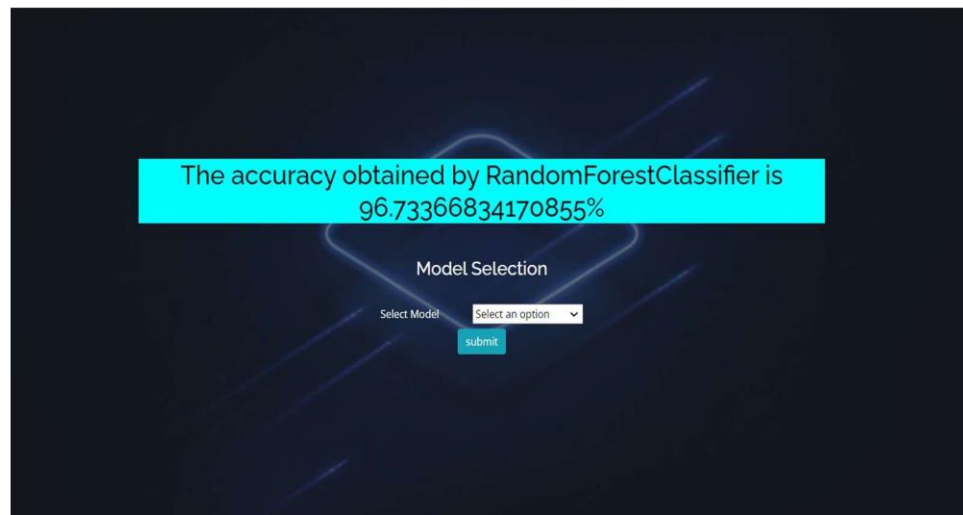 The accuracy obtained by RandomForestClassifier is
96.73366834170855%
Model Selection
Select Model Select an option
submit